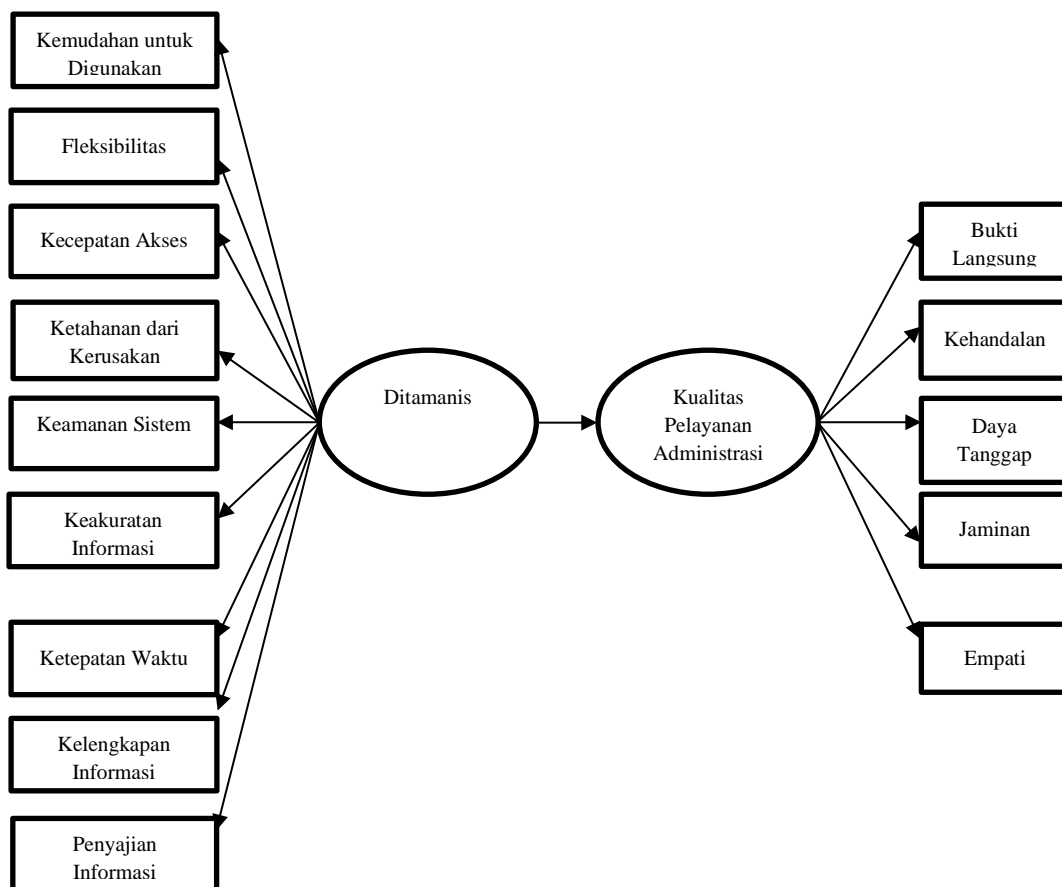 Kemudahan untuk
Digunakan
Fleksibilitas
Kecepatan Akses
Ketahanan dari
Kerusakan
Keamanan Sistem
Keakuratan
Informasi
Ketepatan Waktu
Kelengkapan
Informasi
Penyajian
Informasi
Ditamanis
Kualitas
Pelayanan
Administrasi
Bukti
Langsung
Kehandalan
Daya
Tanggap
Jaminan
Empati